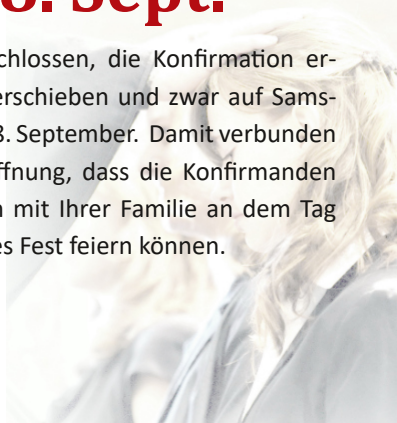 8. Sept.
chlossen, die Konfirmation er-
erschieben und zwar auf Sams-
8. September. Damit verbunden
ffnung, dass die Konfirmanden
n mit Ihrer Familie an dem Tag
es Fest feiern können.